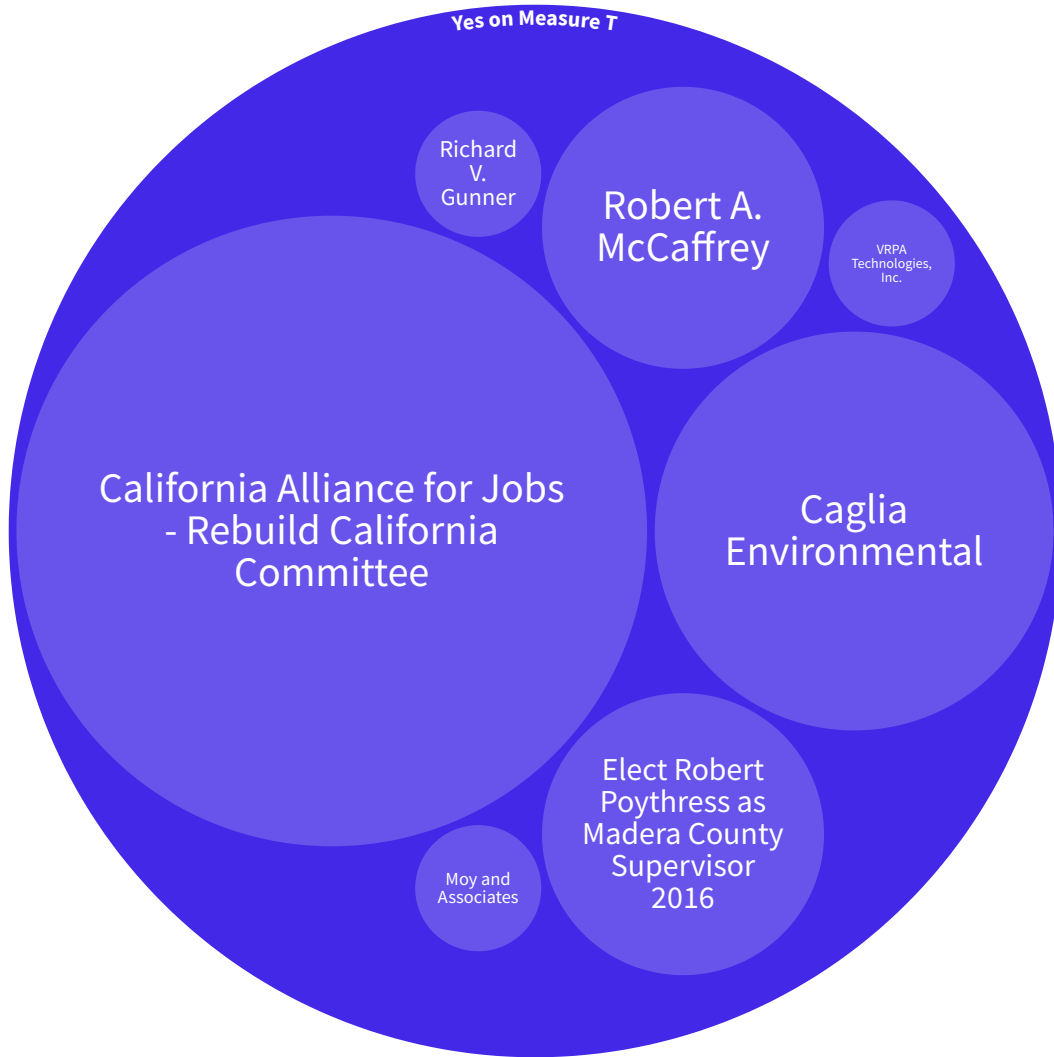 Yes on Measure T
Richard
V.
Gunner
Robert A.
McCaffrey
VRPA
Technologies,
Inc.
California Alliance for Jobs
- Rebuild California
Committee
Caglia
Environmental
Elect Robert
Poythress as
Madera County
Supervisor
2016
Moy and
Associates